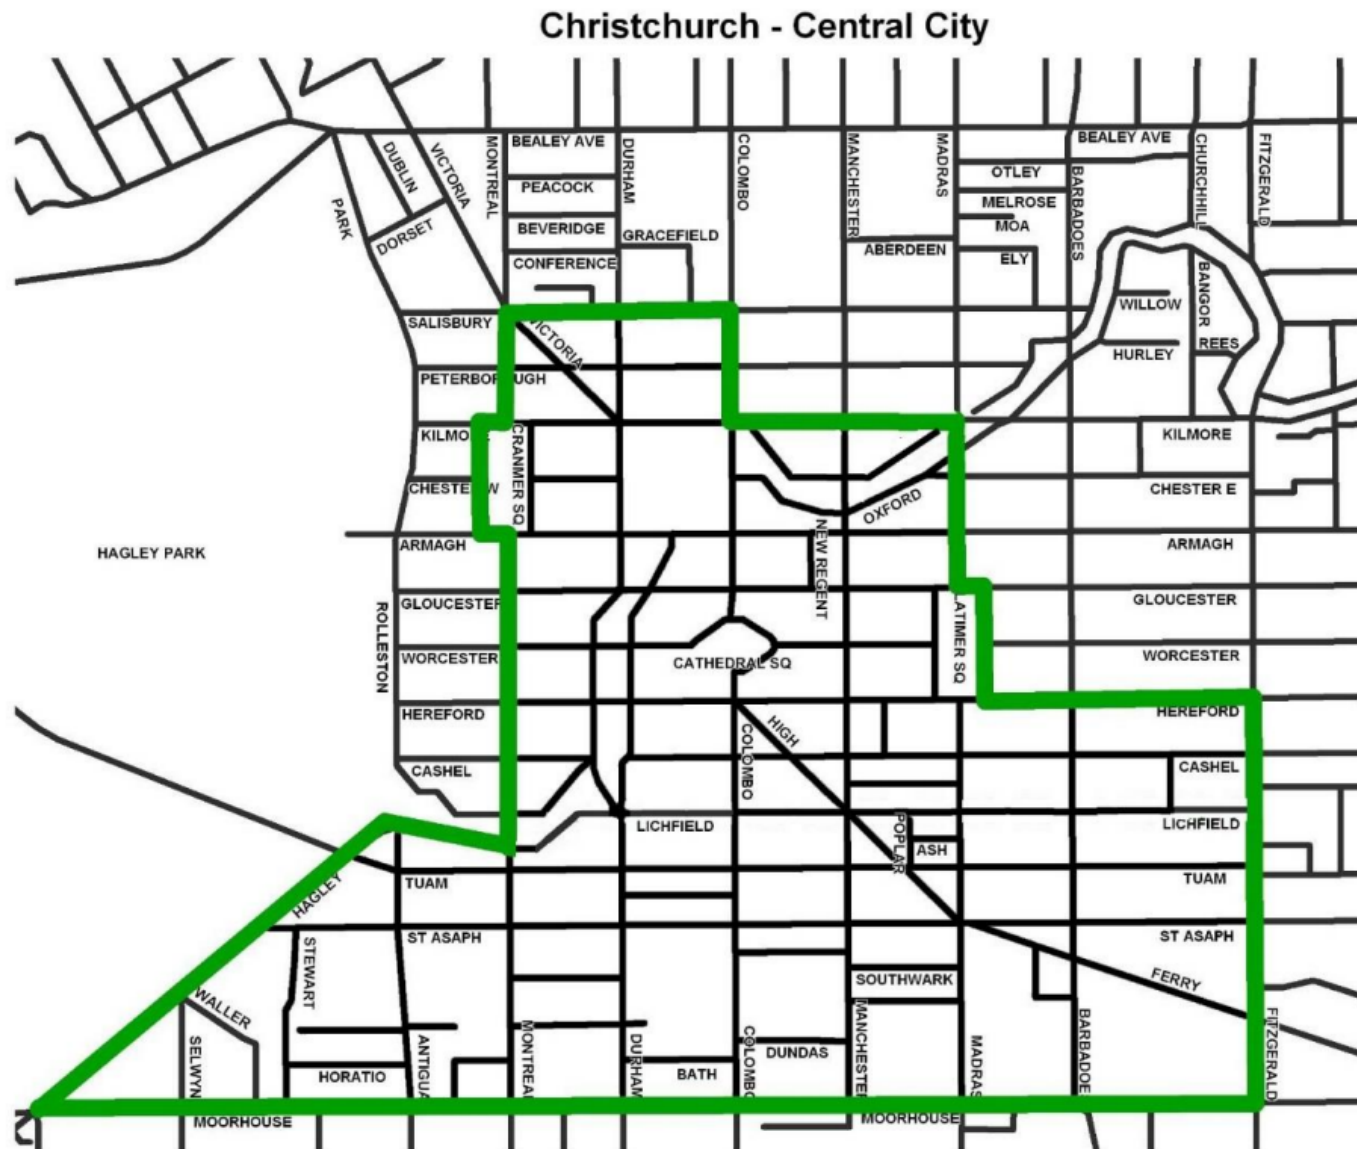 Christchurch - Central City
BEALEY AVE
BEALEY AVE
DUBLIN
VICTORIA
MONTREAL
DURHAM
COLOMBO
MANCHESTER
MADRAS
BARBADOES
CHURCHHILL
FITZGERALD
OTLEY
PEACOCK
MELROSE
PARK
DORSET
BEVERIDGE
GRACEFIELD
MOA
ABERDEEN
ELY
CONFERENCE
BANGOR
WILLOW
SALISBURY
VICTORIA
HURLEY
REES
PETERBOROUGH
KILMORE
CRANMER SQ
KILMORE
CHESTER W
CHESTER E
OXFORD
NEW REGENT
ARMAGH
ARMAGH
HAGLEY PARK
GLOUCESTER
GLOUCESTER
ROLLESTON
LATIMER SQ
WORCESTER
CATHEDRAL SQ
WORCESTER
HEREFORD
HEREFORD
HIGH
COLOMBO
CASHEL
CASHEL
LICHFIELD
LICHFIELD
POPLAR
ASH
TUAM
TUAM
HAGLEY
ST ASAPH
ST ASAPH
STEWART
SOUTHWARK
FERRY
WALLER
SELWYN
ANTIGUA
MONTREAL
DURHAM
COLOMBO
MANCHESTER
MADRAS
BARBADOE
FITZGERALD
DUNDAS
HORATIO
BATH
MOORHOUSE
MOORHOUSE